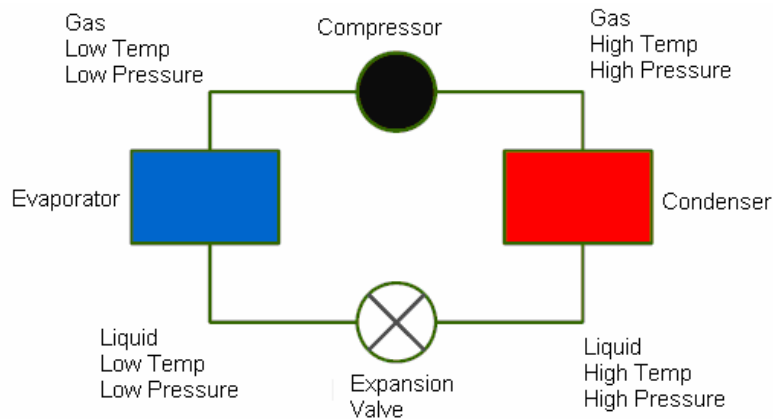 Gas
Low Temp
Low Pressure
Compressor
Gas
High Temp
High Pressure
Evaporator
Condenser
Liquid
Low Temp
Low Pressure
Expansion
Valve
Liquid
High Temp
High Pressure